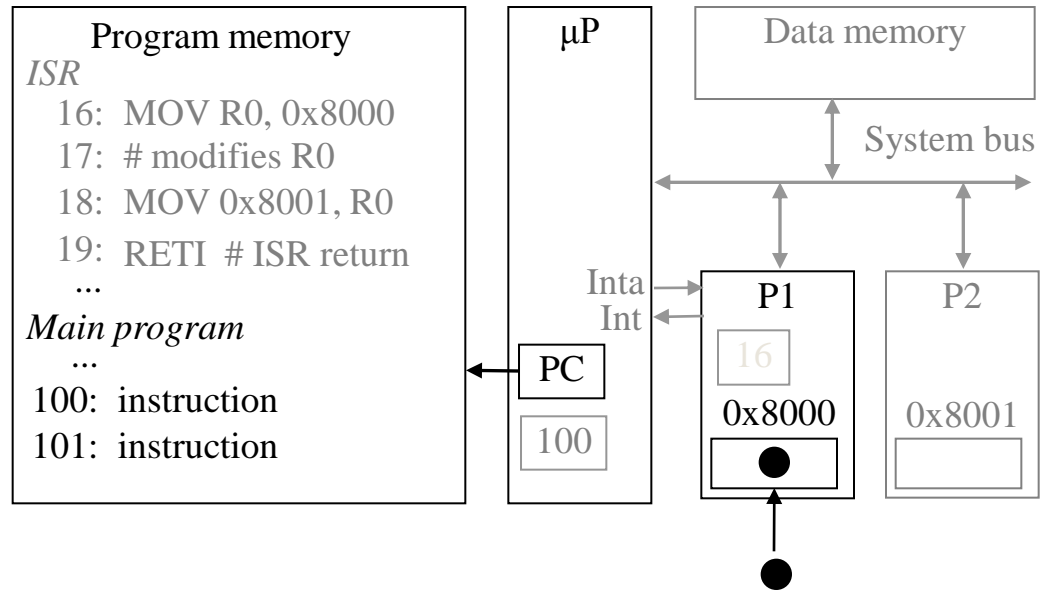 Program memory
ISR
16: MOV R0, 0x8000
17: # modifies R0
18: MOV 0x8001, R0
19: RETI # ISR return
...
Main program
...
100: instruction
101: instruction
μP
Inta
Int
PC
100
Data memory
System bus
P1
16
0x8000
P2
0x8001